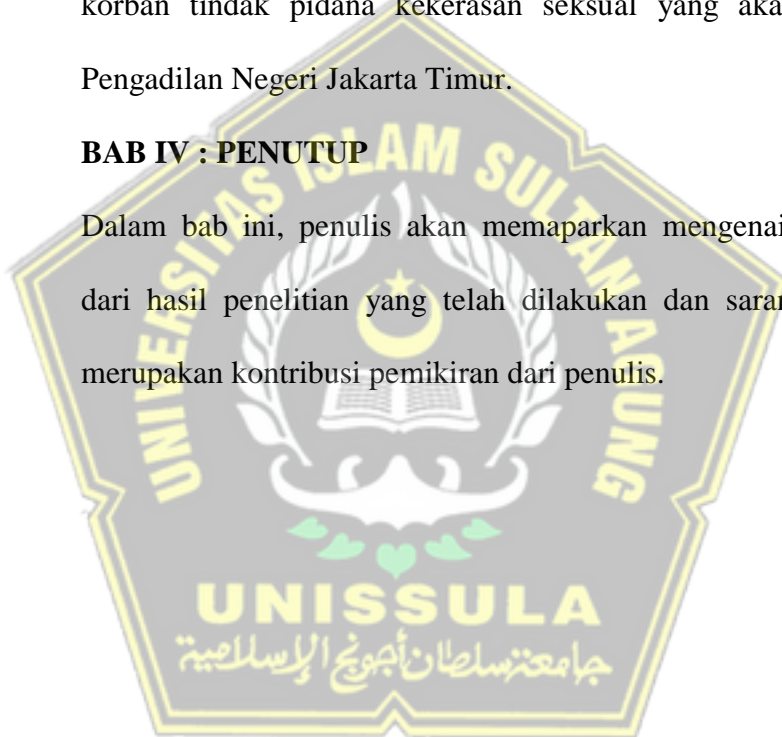 korban tindak pidana kekerasan seksual yang aka
Pengadilan Negeri Jakarta Timur.
BAB IV : PENUTUP
Dalam bab ini, penulis akan memaparkan mengenai
dari hasil penelitian yang telah dilakukan dan saran
merupakan kontribusi pemikiran dari penulis.
UNIVERSITAS ISLAM SULTAN AGUNG
UNISSULA
جامعة سلطان أجونج الإسلامية